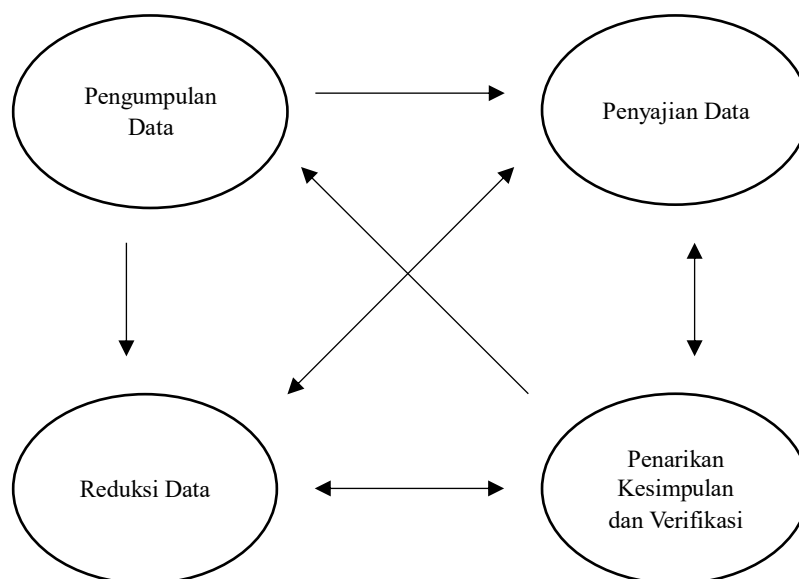 Pengumpulan
Data
Penyajian Data
Reduksi Data
Penarikan
Kesimpulan
dan Verifikasi